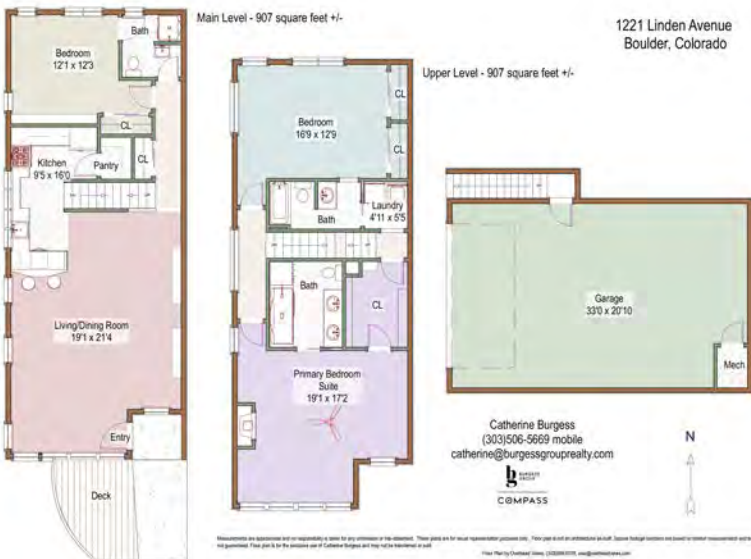 Main Level - 907 square feet +/-
1221 Linden Avenue
Boulder, Colorado
Bath
Bedroom
12'1 x 12'3
CL
Kitchen
9'5 x 16'0
Pantry
CL
Living/Dining Room
19'1 x 21'4
Entry
Deck
Upper Level - 907 square feet +/-
CL
Bedroom
16'9 x 12'9
CL
Laundry
4'11 x 5'5
Bath
Bath
CL
Primary Bedroom
Suite
19'1 x 17'2
Garage
33'0 x 20'10
Mech
Catherine Burgess
(303)506-5669 mobile
catherine@burgessgrouprealty.com
BURGESS
GROUP
COMPASS
N